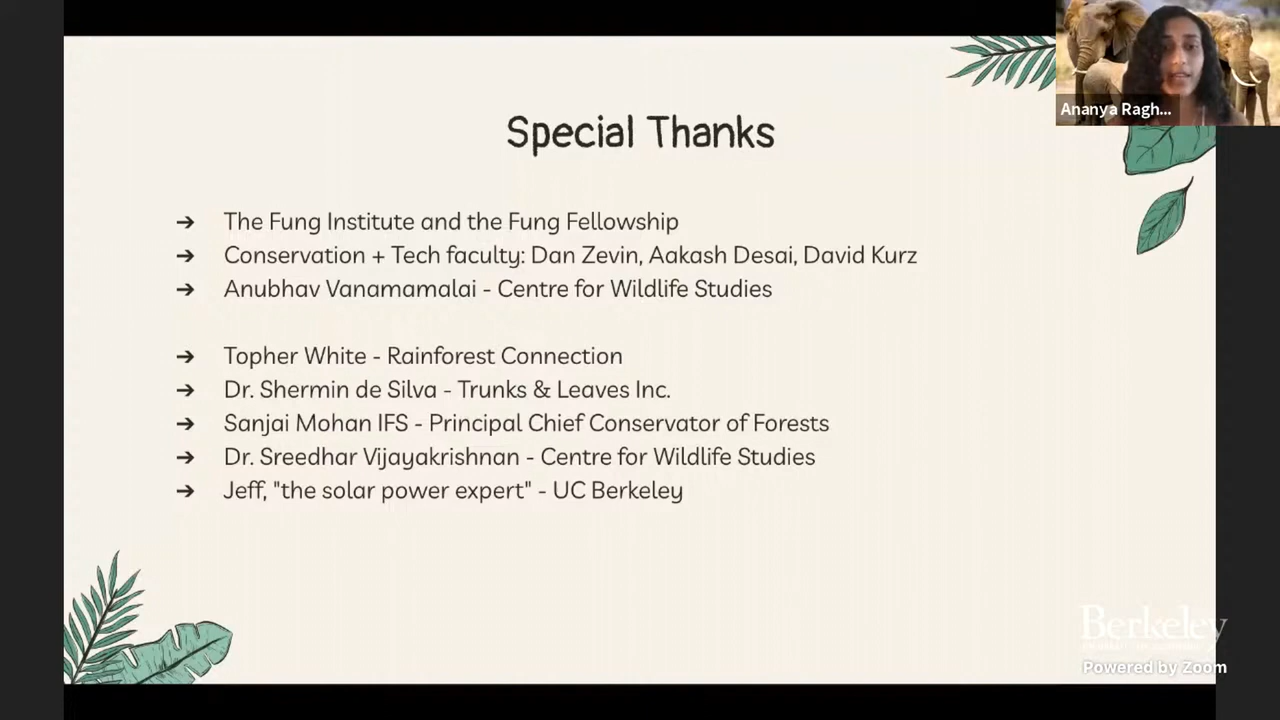 Ananya Ragh...
Special Thanks
➔ The Fung Institute and the Fung Fellowship
➔ Conservation + Tech faculty: Dan Zevin, Aakash Desai, David Kurz
➔ Anubhav Vanamamalai - Centre for Wildlife Studies
➔ Topher White - Rainforest Connection
➔ Dr. Shermin de Silva - Trunks & Leaves Inc.
➔ Sanjai Mohan IFS - Principal Chief Conservator of Forests
➔ Dr. Sreedhar Vijayakrishnan - Centre for Wildlife Studies
➔ Jeff, "the solar power expert" - UC Berkeley
Berkeley
Powered by Zoom